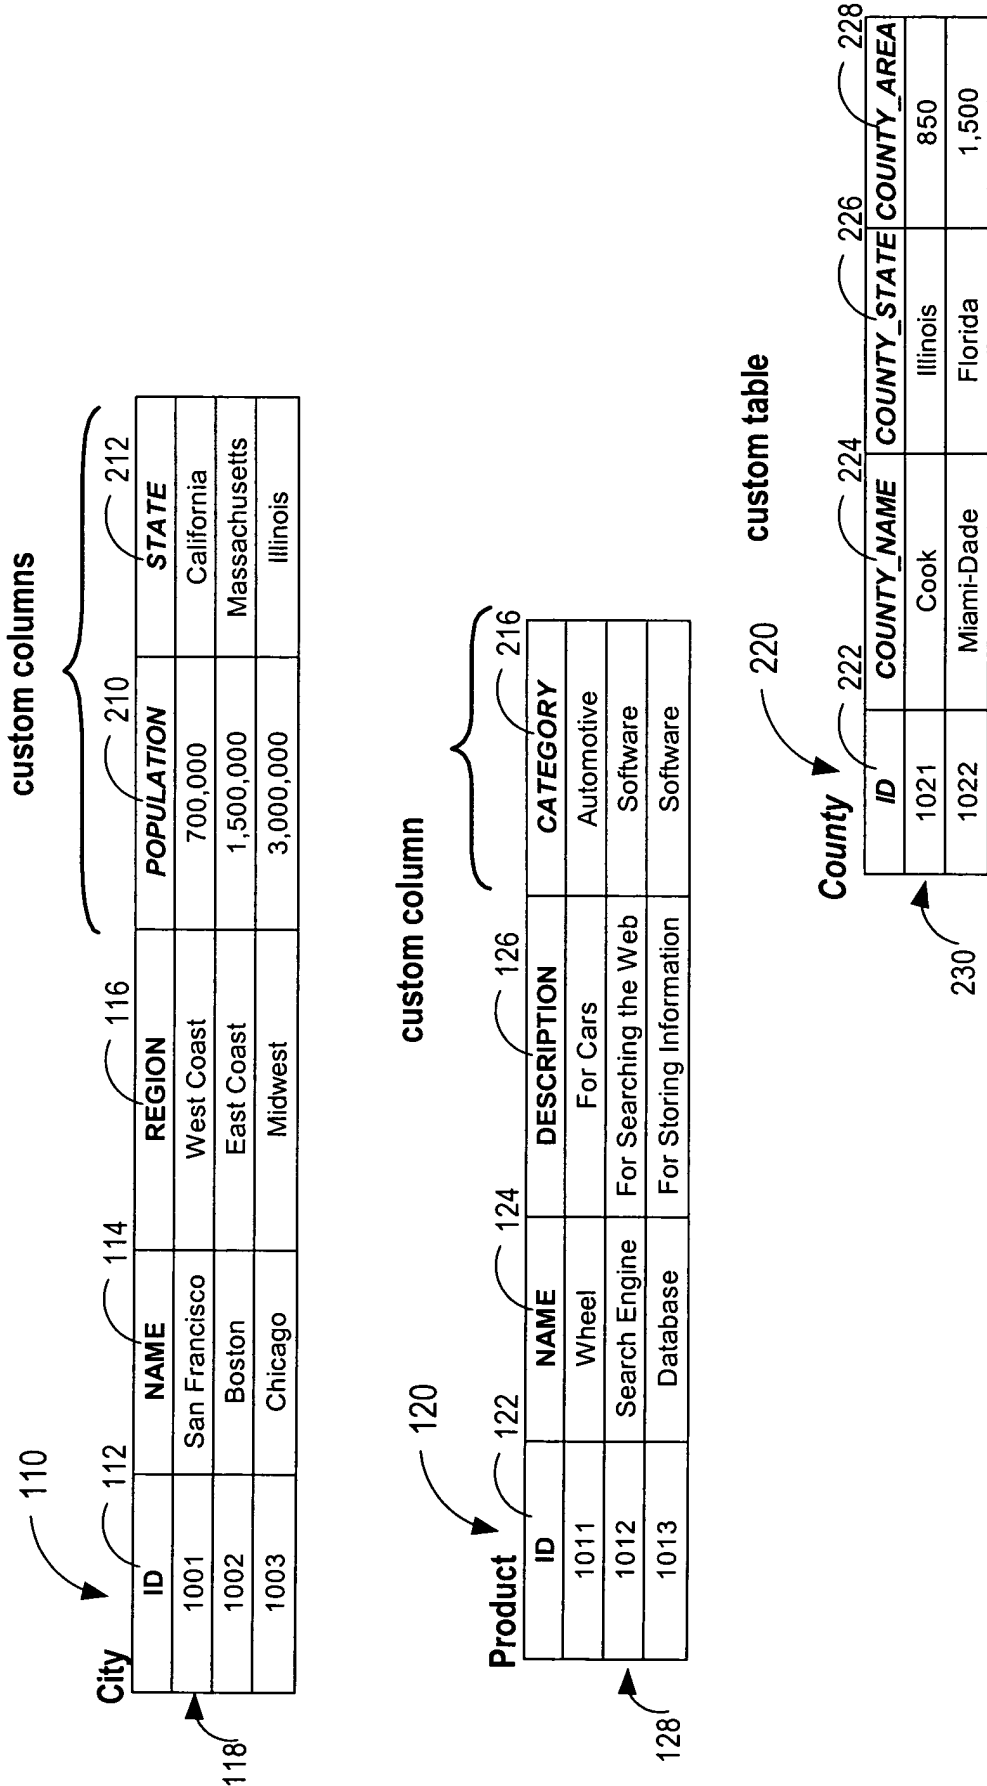 custom columns
110
City
112 114 116 210 212
ID NAME REGION POPULATION STATE
1001 San Francisco West Coast 700,000 California
1002 Boston East Coast 1,500,000 Massachusetts
1003 Chicago Midwest 3,000,000 Illinois
118
custom column
120
Product
122 124 126 216
ID NAME DESCRIPTION CATEGORY
1011 Wheel For Cars Automotive
1012 Search Engine For Searching the Web Software
1013 Database For Storing Information Software
128
custom table
220
County
222 224 226 228
ID COUNTY_NAME COUNTY_STATE COUNTY_AREA
1021 Cook Illinois 850
1022 Miami-Dade Florida 1,500
230